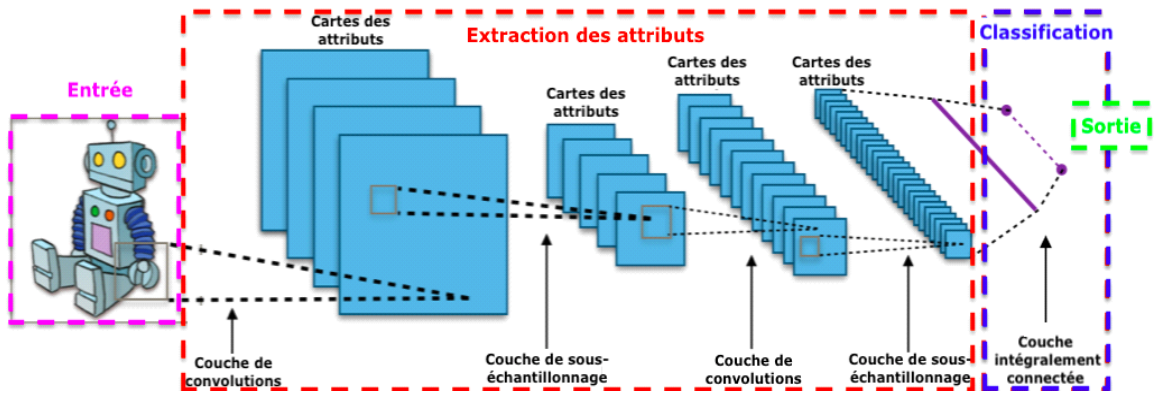 Entrée
Extraction des attributs
Classification
Sortie
Cartes des
attributs
Cartes des
attributs
Cartes des
attributs
Cartes des
attributs
Couche de
convolutions
Couche de sous-
échantillonnage
Couche de
convolutions
Couche de sous-
échantillonnage
Couche
intégralement
connectée